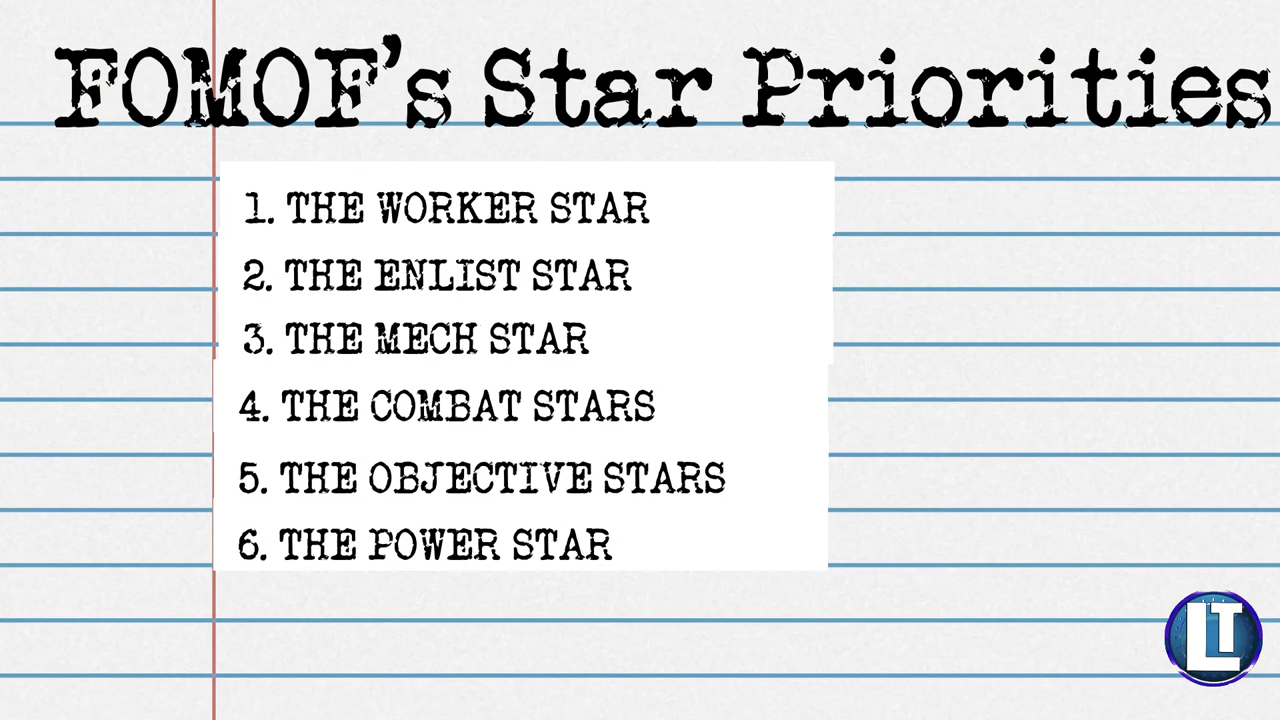 FOMOF's Star Priorities
1. THE WORKER STAR
2. THE ENLIST STAR
3. THE MECH STAR
4. THE COMBAT STARS
5. THE OBJECTIVE STARS
6. THE POWER STAR
LT